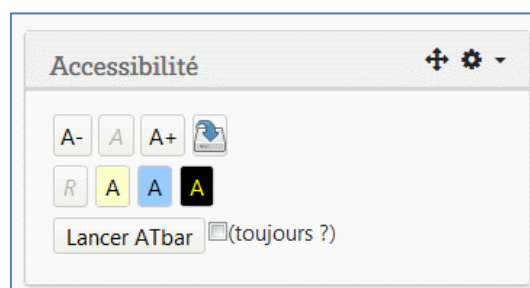 Accessibilité
A- A A+
R A A A
Lancer ATbar (toujours ?)